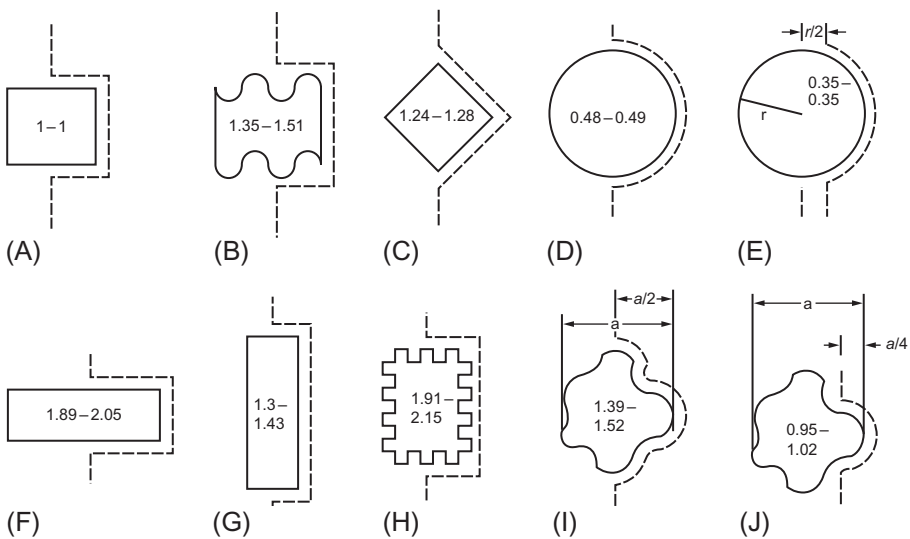 1–1
(A)
1.35–1.51
(B)
1.24–1.28
(C)
0.48–0.49
(D)
r/2
0.35–
0.35
r
(E)
1.89–2.05
(F)
1.3–
1.43
(G)
1.91–
2.15
(H)
a/2
a
1.39–
1.52
(I)
a
a/4
0.95–
1.02
(J)